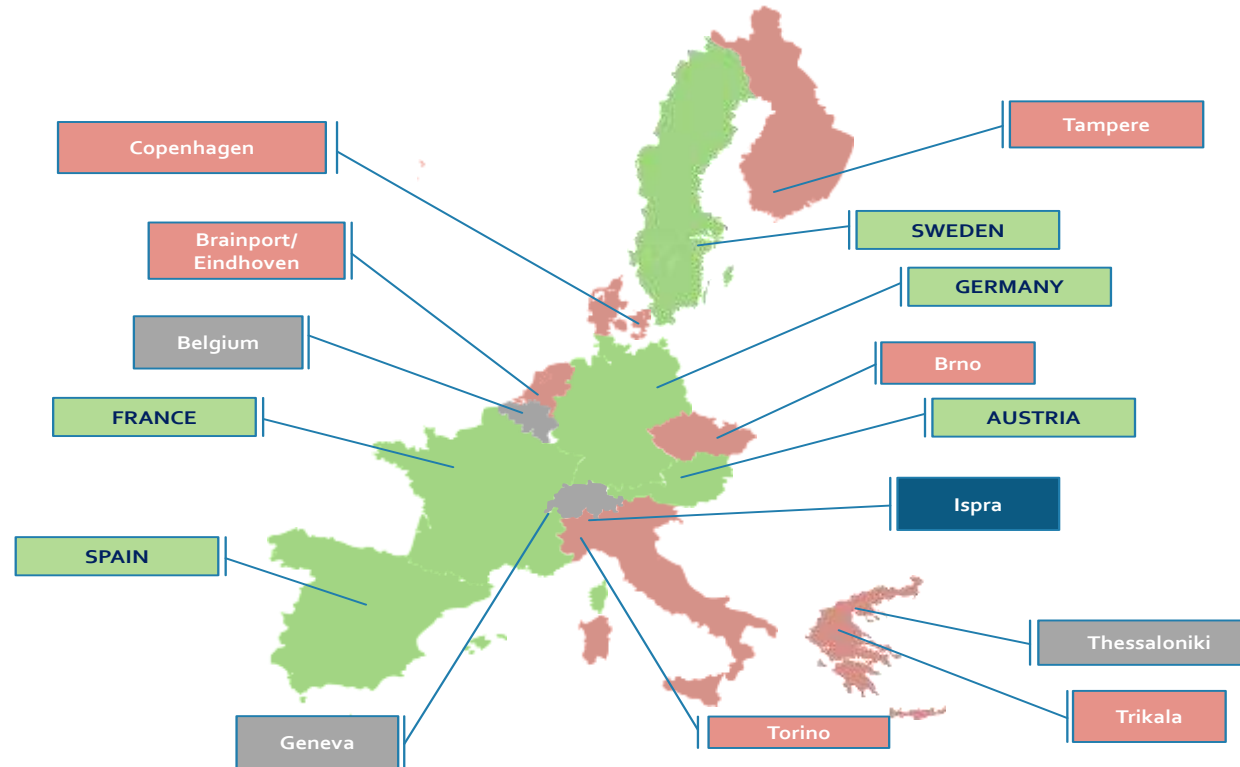 Copenhagen
Tampere
Brainport/
Eindhoven
SWEDEN
GERMANY
Belgium
Brno
FRANCE
AUSTRIA
Ispra
SPAIN
Thessaloniki
Trikala
Torino
Geneva